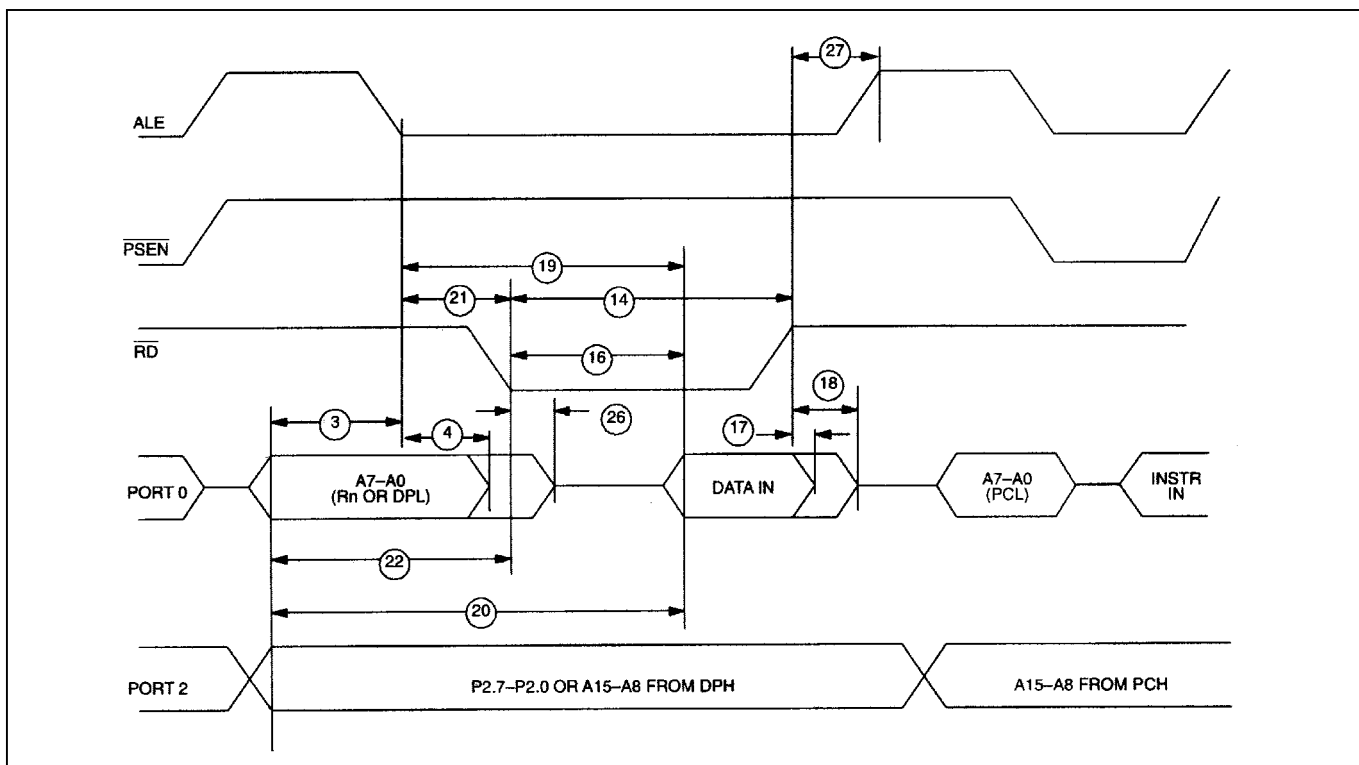 27
ALE
PSEN
19
21
14
RD
16
18
3
4
26
17
PORT 0
A7–A0
(Rn OR DPL)
DATA IN
A7–A0
(PCL)
INSTR
IN
22
20
PORT 2
P2.7–P2.0 OR A15–A8 FROM DPH
A15–A8 FROM PCH